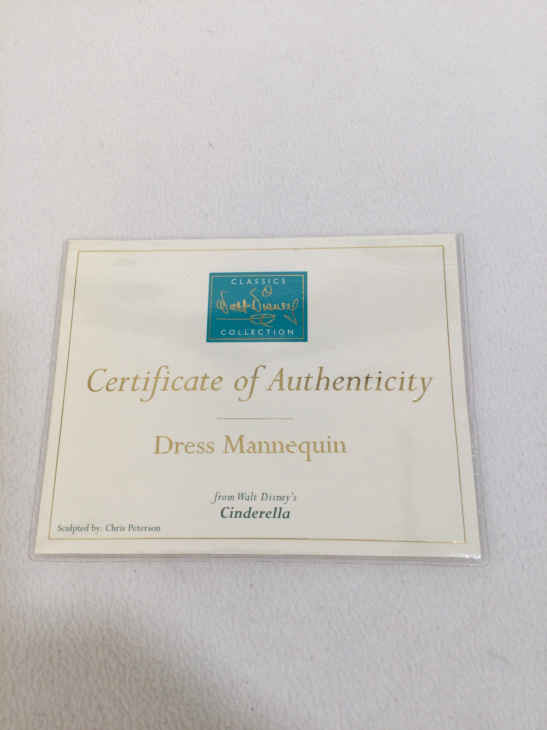 CLASSICS
Walt Disney
COLLECTION
Certificate of Authenticity
Dress Mannequin
from Walt Disney's
Cinderella
Sculpted by: Chris Peterson